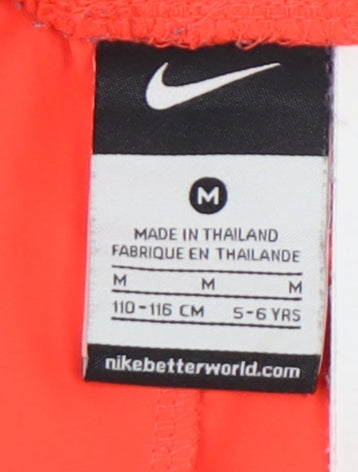 M
MADE IN THAILAND
FABRIQUE EN THAILANDE
M M M
110-116 CM 5-6 YRS
nikebetterworld.com